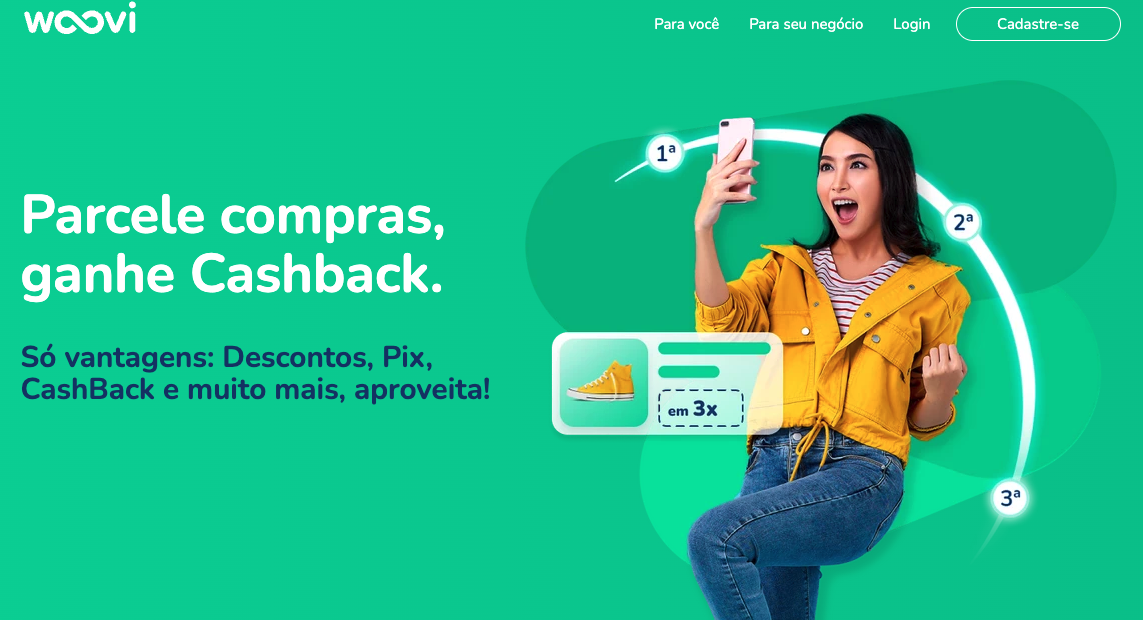 woovi
Para você
Para seu negócio
Login
Cadastre-se
Parcele compras,
ganhe Cashback.
Só vantagens: Descontos, Pix,
CashBack e muito mais, aproveita!
1ª
2ª
em 3x
3ª